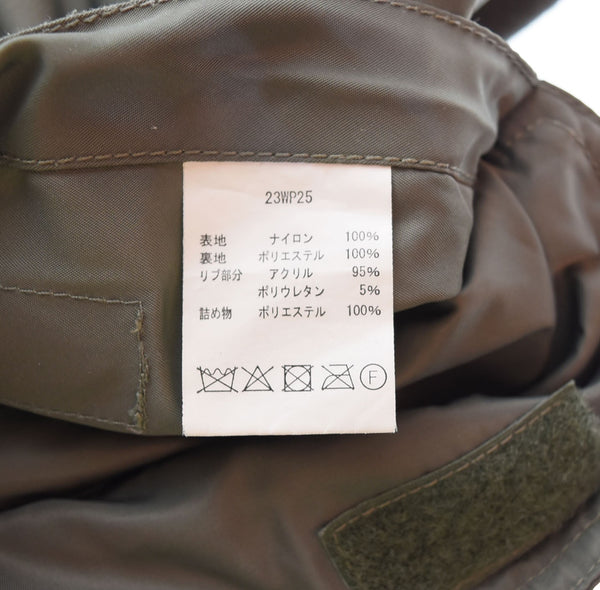 23WP25
表地 ナイロン 100%
裏地 ポリエステル 100%
リブ部分 アクリル 95%
ポリウレタン 5%
詰め物 ポリエステル 100%
F